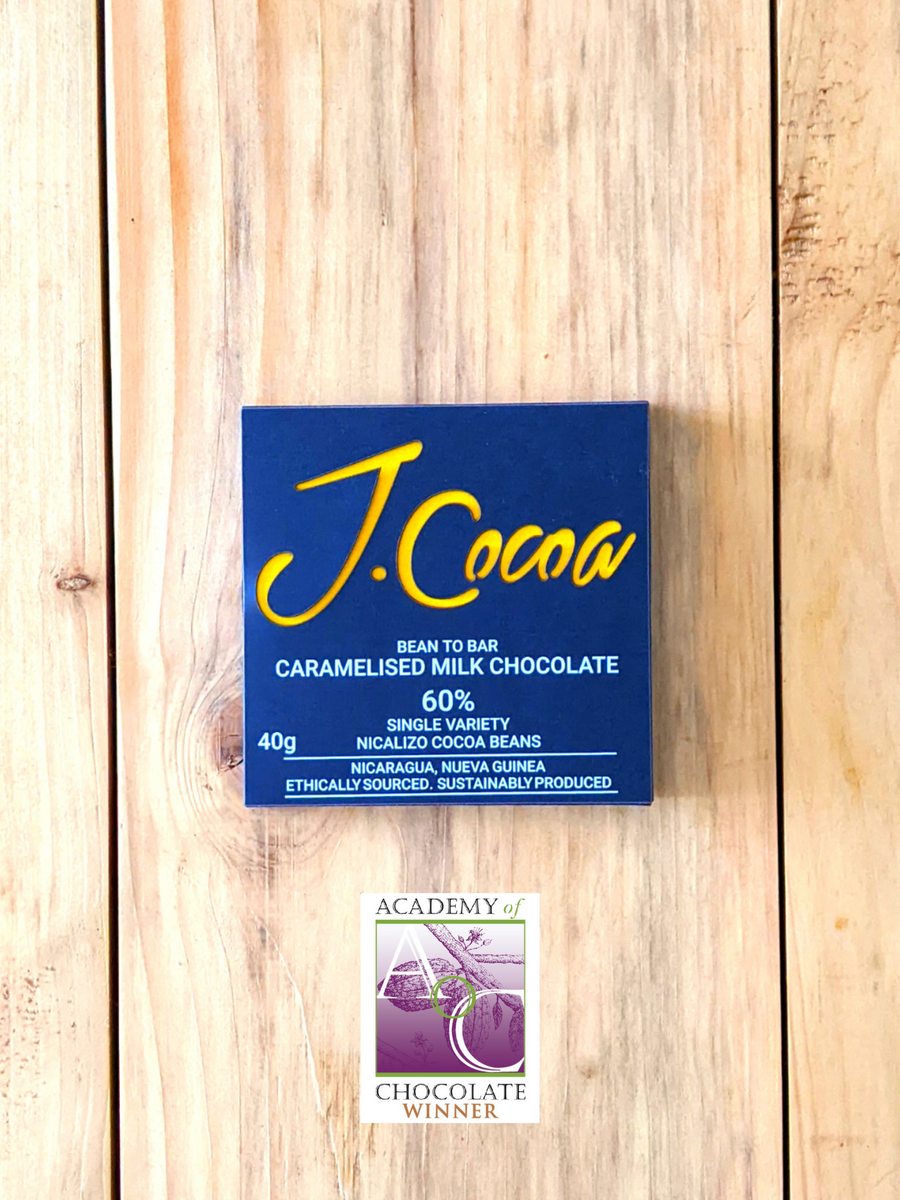 J. Cocoa
BEAN TO BAR
CARAMELISED MILK CHOCOLATE
60%
SINGLE VARIETY
NICALIZO COCOA BEANS
40g
NICARAGUA, NUEVA GUINEA
ETHICALLY SOURCED. SUSTAINABLY PRODUCED
ACADEMY of
A
O
C
CHOCOLATE
WINNER